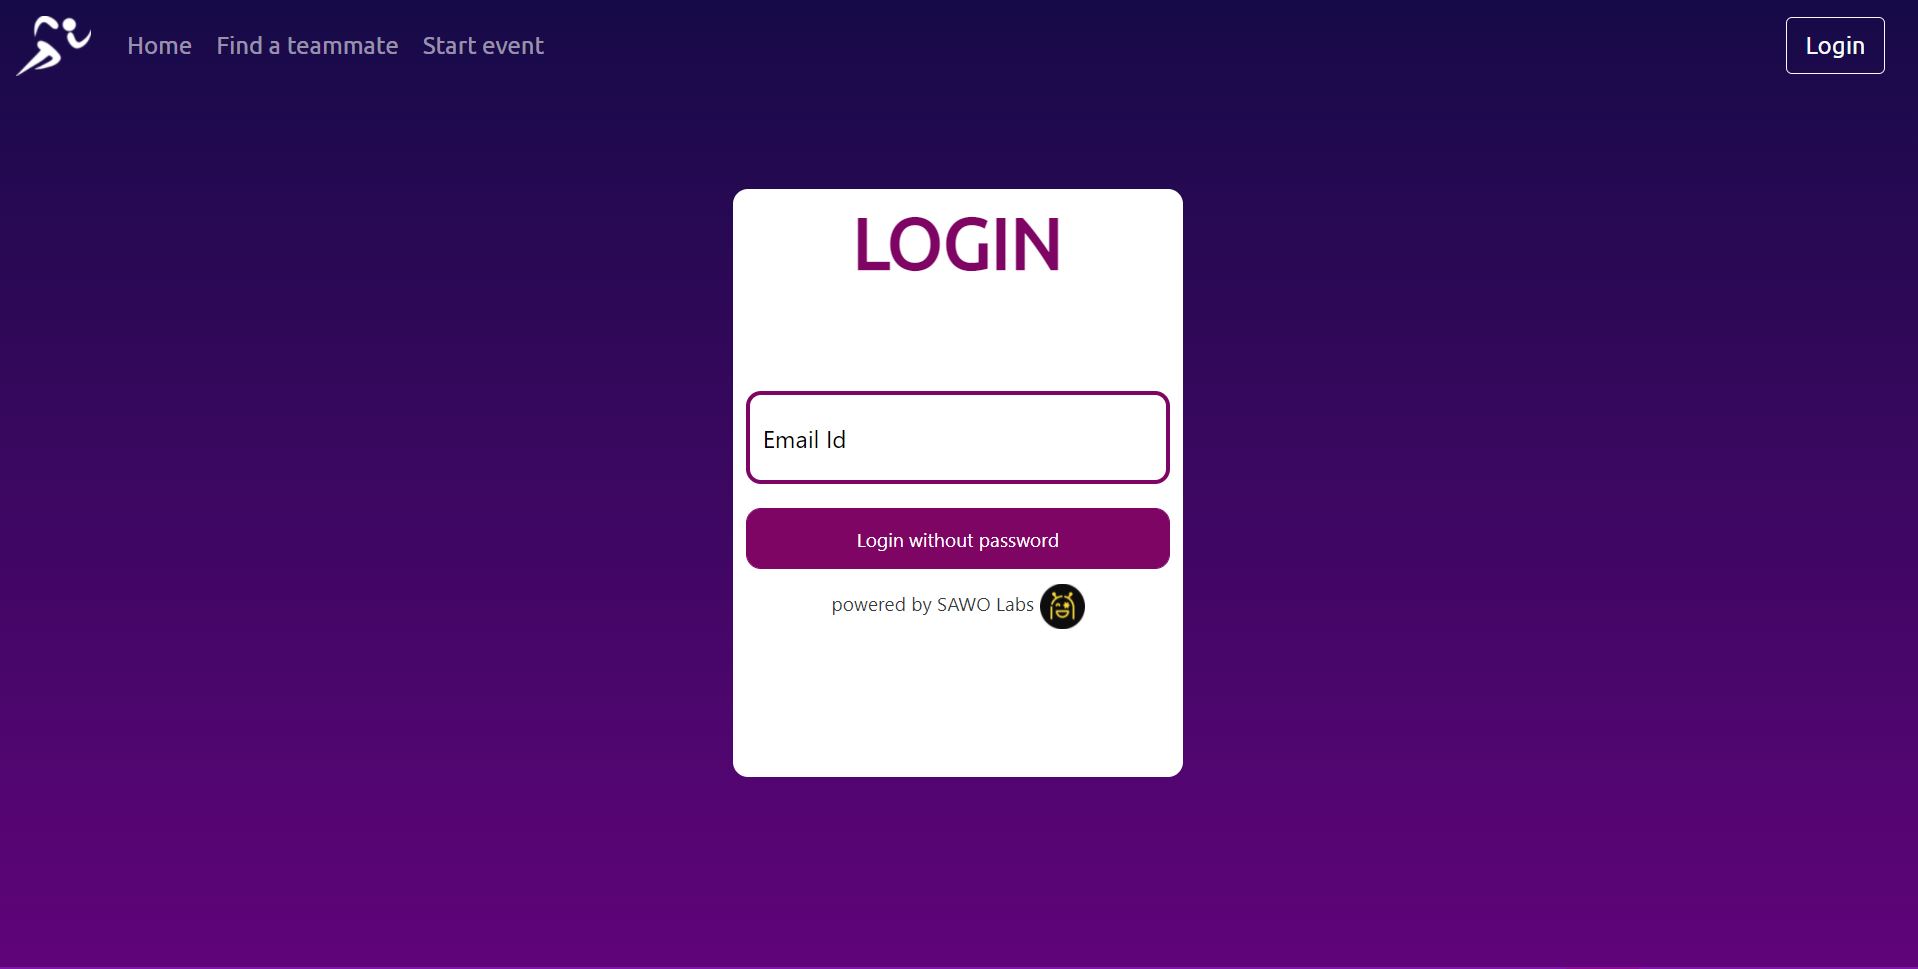 Home Find a teammate Start event Login
LOGIN
Email Id
Login without password
powered by SAWO Labs